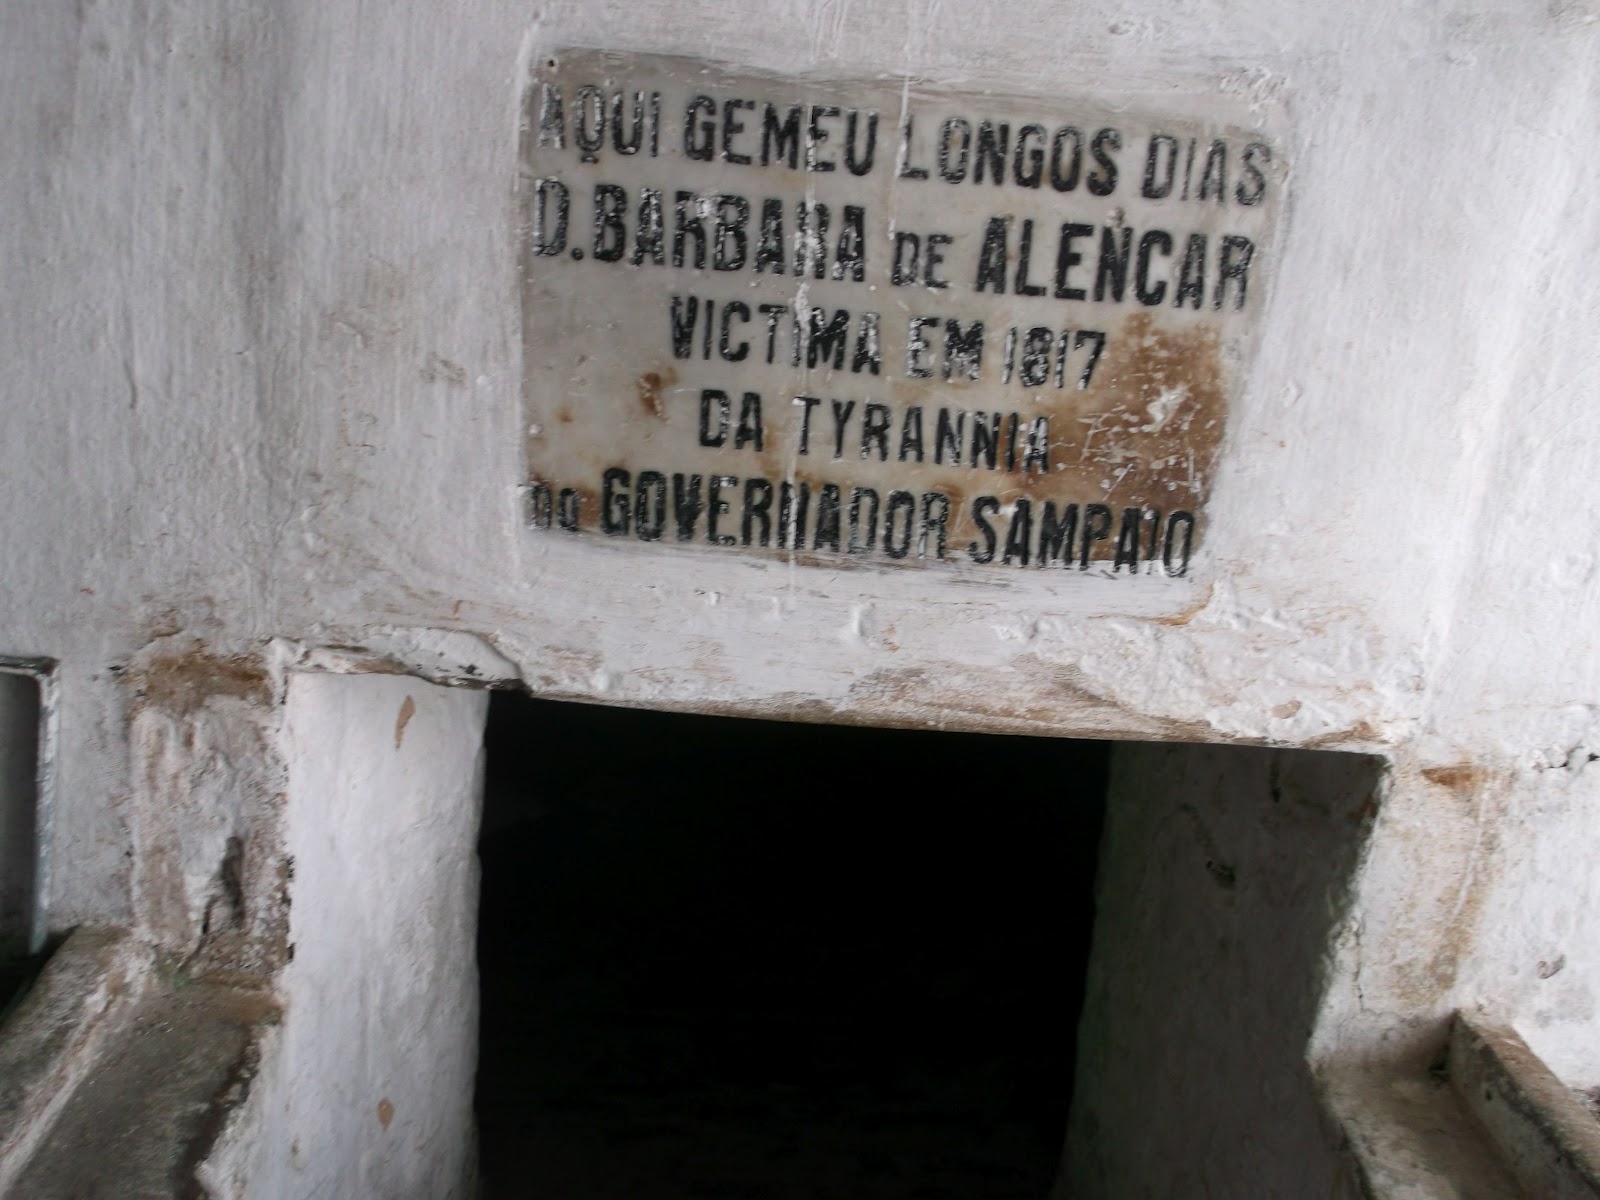 AQUI GEMEU LONGOS DIAS
D. BARBARA DE ALENCAR
VICTIMA EM 1817
DA TYRANNIA
DO GOVERNADOR SAMPAIO